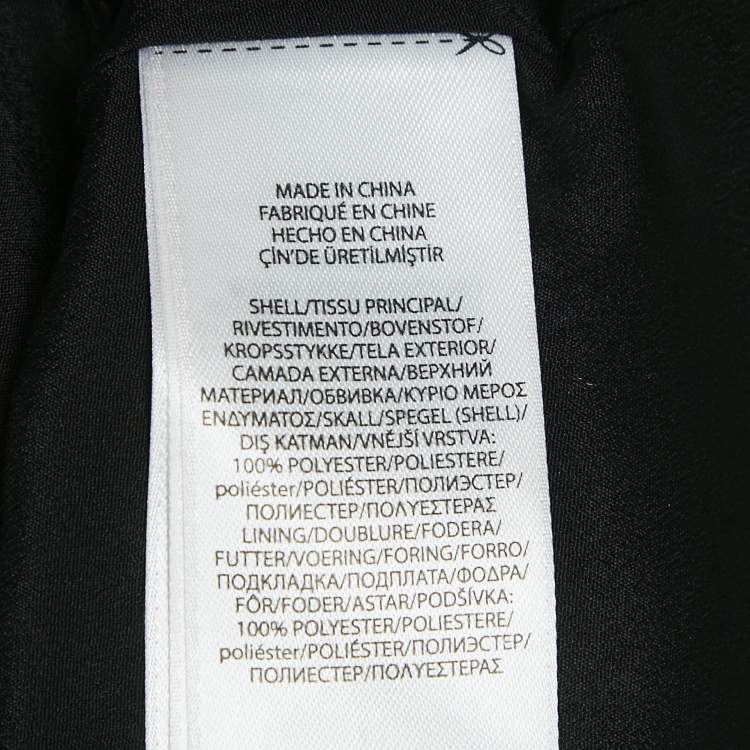 MADE IN CHINA
FABRIQUÉ EN CHINE
HECHO EN CHINA
ÇİN'DE ÜRETİLMİŞTİR
SHELL/TISSU PRINCIPAL/
RIVESTIMENTO/BOVENSTOF/
KROPSSTYKKE/TELA EXTERIOR/
CAMADA EXTERNA/ВЕРХНИЙ
МАТЕРИАЛ/ОБВИВКА/ΚΥΡΙΟ ΜΕΡΟΣ
ΕΝΔΥΜΑΤΟΣ/SKALL/SPEGEL (SHELL)/
DIŞ KATMAN/VNĚJŠÍ VRSTVA:
100% POLYESTER/POLIESTERE/
poliéster/POLIÉSTER/ПОЛИЭСТЕР/
ПОЛИЕСТЕР/ΠΟΛΥΕΣΤΕΡΑΣ
LINING/DOUBLURE/FODERA/
FUTTER/VOERING/FORING/FORRO/
ПОДКЛАДКА/ПОДПЛАТА/ΦΟΔΡΑ/
FÔR/FODER/ASTAR/PODŠÍVKA:
100% POLYESTER/POLIESTERE/
poliéster/POLIÉSTER/ПОЛИЭСТЕР/
ПОЛИЕСТЕР/ΠΟΛΥΕΣΤΕΡΑΣ